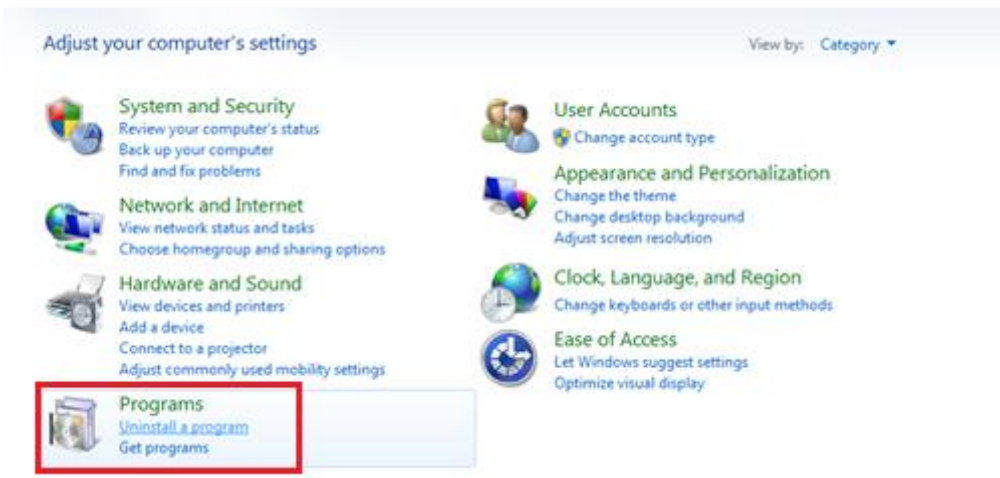 Adjust your computer's settings
View by: Category
System and Security
Review your computer's status
Back up your computer
Find and fix problems
Network and Internet
View network status and tasks
Choose homegroup and sharing options
Hardware and Sound
View devices and printers
Add a device
Connect to a projector
Adjust commonly used mobility settings
Programs
Uninstall a program
Get programs
User Accounts
Change account type
Appearance and Personalization
Change the theme
Change desktop background
Adjust screen resolution
Clock, Language, and Region
Change keyboards or other input methods
Ease of Access
Let Windows suggest settings
Optimize visual display